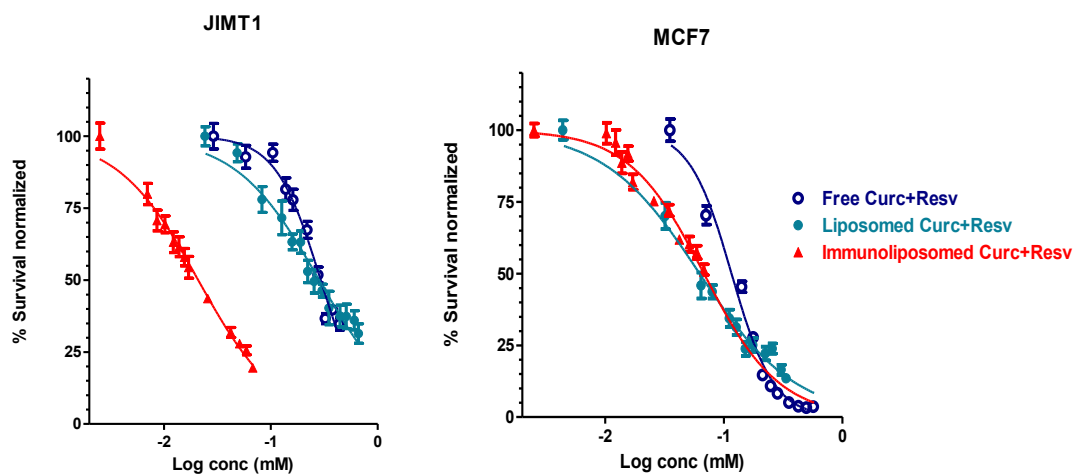 JIMT1
% Survival normalized
100
75
50
25
0
-2
-1
0
Log conc (mM)
MCF7
% Survival normalized
100
75
50
25
0
-2
-1
0
Log conc (mM)
Free Curc+Resv
Liposomed Curc+Resv
Immunoliposomed Curc+Resv